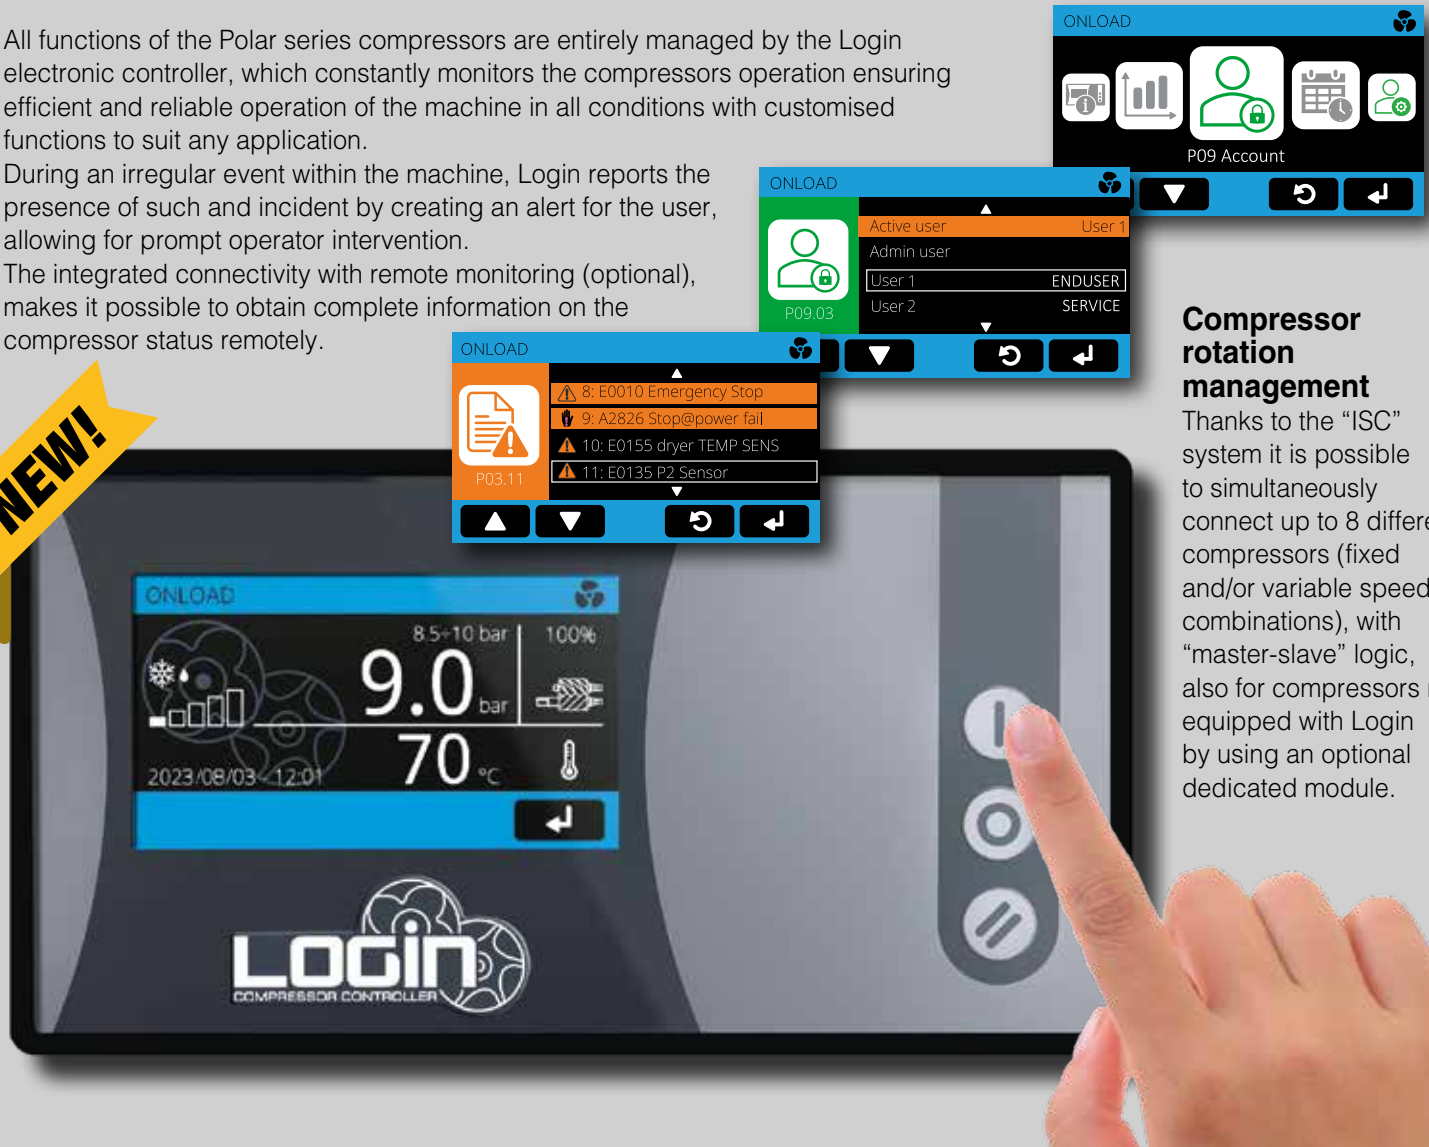 All functions of the Polar series compressors are entirely managed by the Login
electronic controller, which constantly monitors the compressors operation ensuring
efficient and reliable operation of the machine in all conditions with customised
functions to suit any application.
During an irregular event within the machine, Login reports the
presence of such and incident by creating an alert for the user,
allowing for prompt operator intervention.
The integrated connectivity with remote monitoring (optional),
makes it possible to obtain complete information on the
compressor status remotely.
ONLOAD
P09 Account
ONLOAD
Active user User 1
Admin user
User 1 ENDUSER
User 2 SERVICE
P09.03
ONLOAD
8: E0010 Emergency Stop
9: A2826 Stop@power fail
10: E0155 dryer TEMP SENS
11: E0135 P2 Sensor
P03.11
NEW!
ONLOAD
8.5÷10 bar 100%
9.0 bar
70 °C
2023/08/03 - 12:01
LOGIN
COMPRESSOR CONTROLLER
Compressor
rotation
management
Thanks to the “ISC”
system it is possible
to simultaneously
connect up to 8
compressors (fixed
and/or variable speed
combinations), with
“master-slave” logic,
also for compressors
equipped with Login
by using an optional
dedicated module.